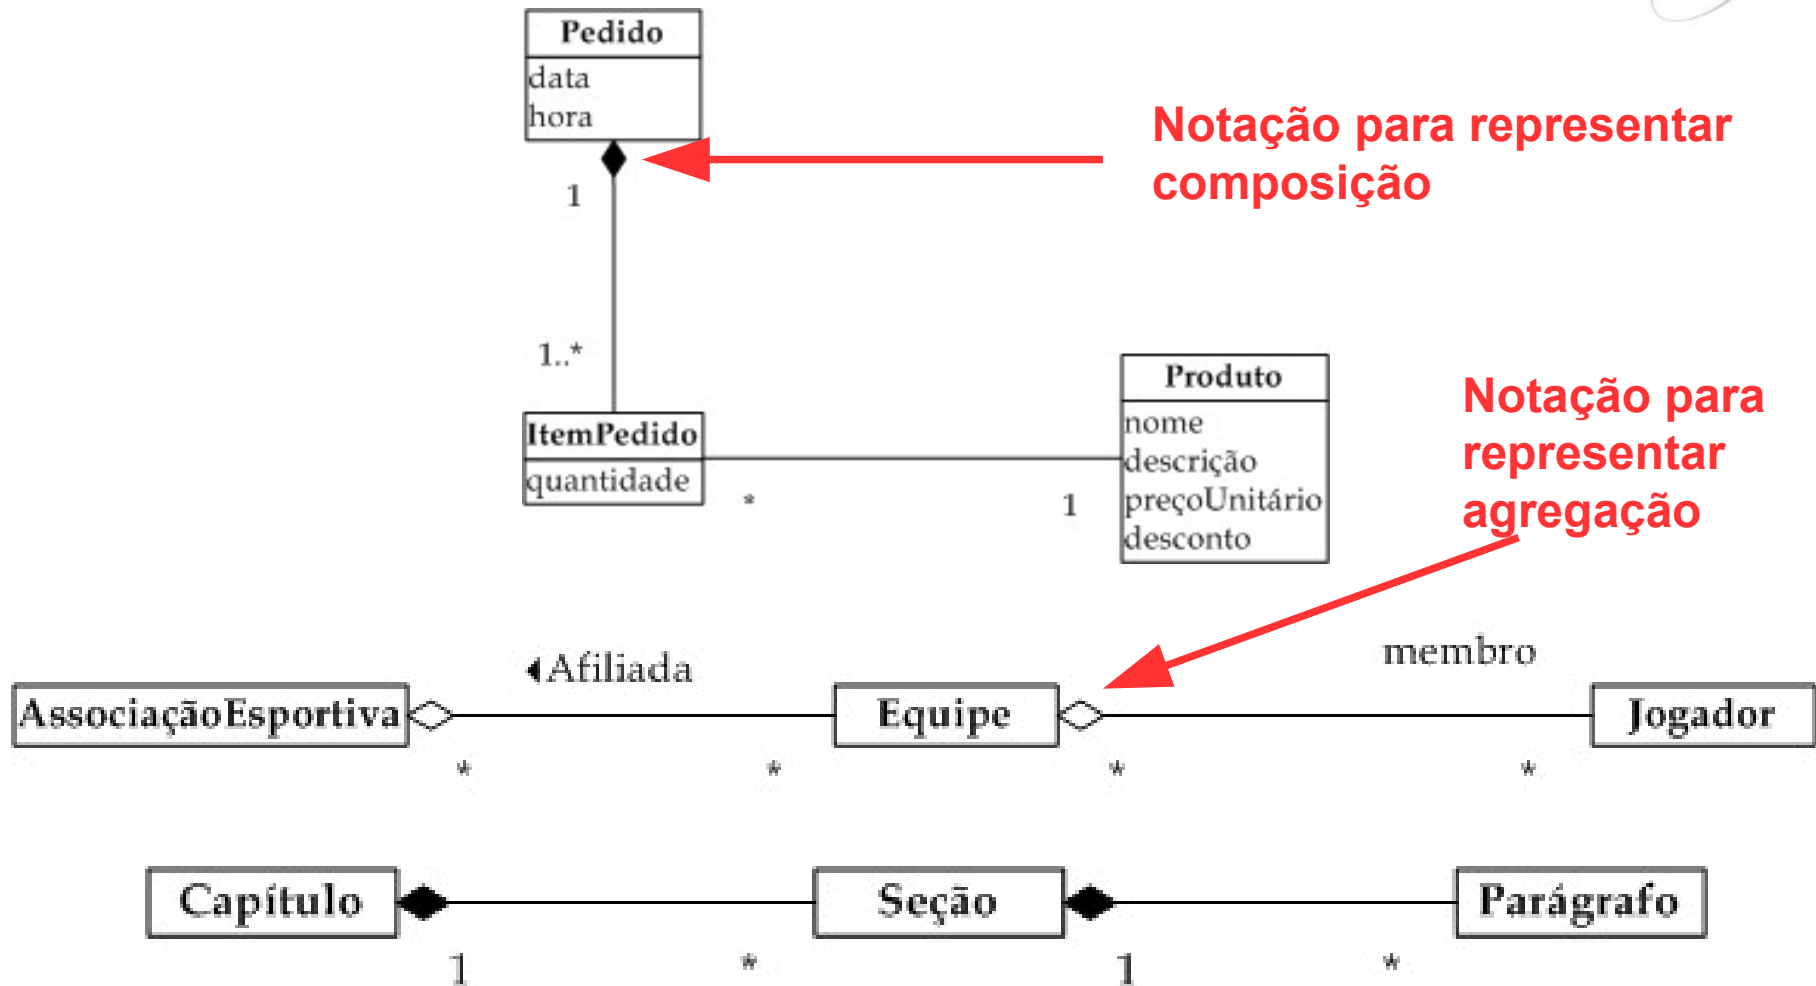 Pedido
data
hora
Notação para representar
composição
1
1..*
ItemPedido
quantidade
*
1
Produto
nome
descrição
preçoUnitário
desconto
Notação para
representar
agregação
◀Afiliada
membro
AssociaçãoEsportiva
Equipe
Jogador
*
*
*
*
Capítulo
Seção
Parágrafo
1
*
1
*